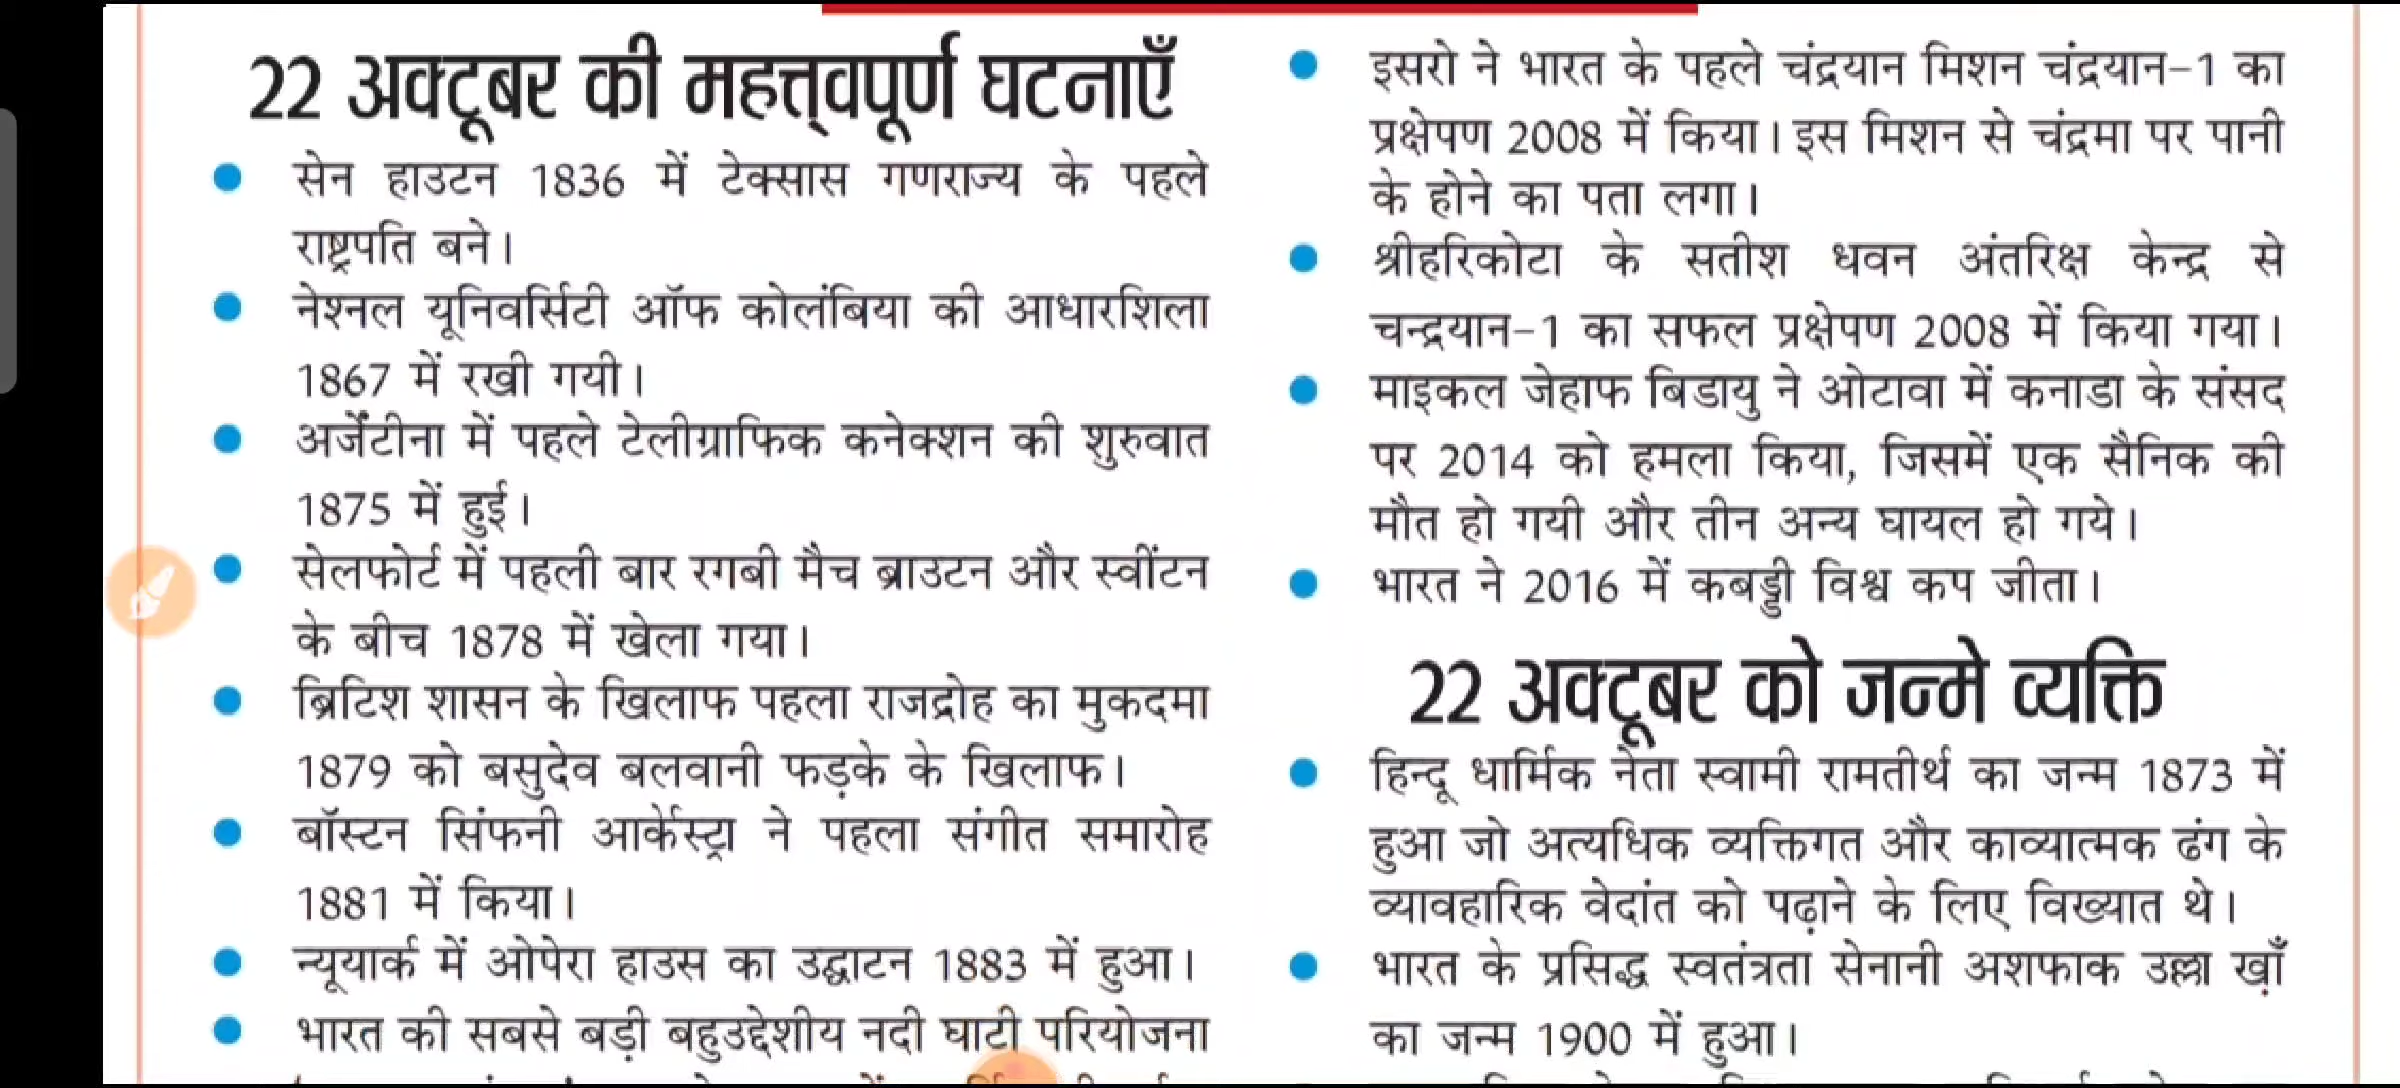 22 अक्टूबर की महत्त्वपूर्ण घटनाएँ
सेन हाउटन 1836 में टेक्सास गणराज्य के पहले
राष्ट्रपति बने।
नेश्नल यूनिवर्सिटी ऑफ कोलंबिया की आधारशिला
1867 में रखी गयी।
अर्जेंटीना में पहले टेलीग्राफिक कनेक्शन की शुरुवात
1875 में हुई।
सेलफोर्ट में पहली बार रगबी मैच ब्राउटन और स्वींटन
के बीच 1878 में खेला गया।
ब्रिटिश शासन के खिलाफ पहला राजद्रोह का मुकदमा
1879 को बसुदेव बलवानी फड़के के खिलाफ।
बॉस्टन सिंफनी आर्केस्ट्रा ने पहला संगीत समारोह
1881 में किया।
न्यूयार्क में ओपेरा हाउस का उद्घाटन 1883 में हुआ।
भारत की सबसे बड़ी बहुउद्देशीय नदी घाटी परियोजना
इसरो ने भारत के पहले चंद्रयान मिशन चंद्रयान-1 का
प्रक्षेपण 2008 में किया। इस मिशन से चंद्रमा पर पानी
के होने का पता लगा।
श्रीहरिकोटा के सतीश धवन अंतरिक्ष केन्द्र से
चन्द्रयान-1 का सफल प्रक्षेपण 2008 में किया गया।
माइकल जेहाफ बिडायु ने ओटावा में कनाडा के संसद
पर 2014 को हमला किया, जिसमें एक सैनिक की
मौत हो गयी और तीन अन्य घायल हो गये।
भारत ने 2016 में कबड्डी विश्व कप जीता।
22 अक्टूबर को जन्मे व्यक्ति
हिन्दू धार्मिक नेता स्वामी रामतीर्थ का जन्म 1873 में
हुआ जो अत्यधिक व्यक्तिगत और काव्यात्मक ढंग के
व्यावहारिक वेदांत को पढ़ाने के लिए विख्यात थे।
भारत के प्रसिद्ध स्वतंत्रता सेनानी अशफाक उल्ला ख़ाँ
का जन्म 1900 में हुआ।